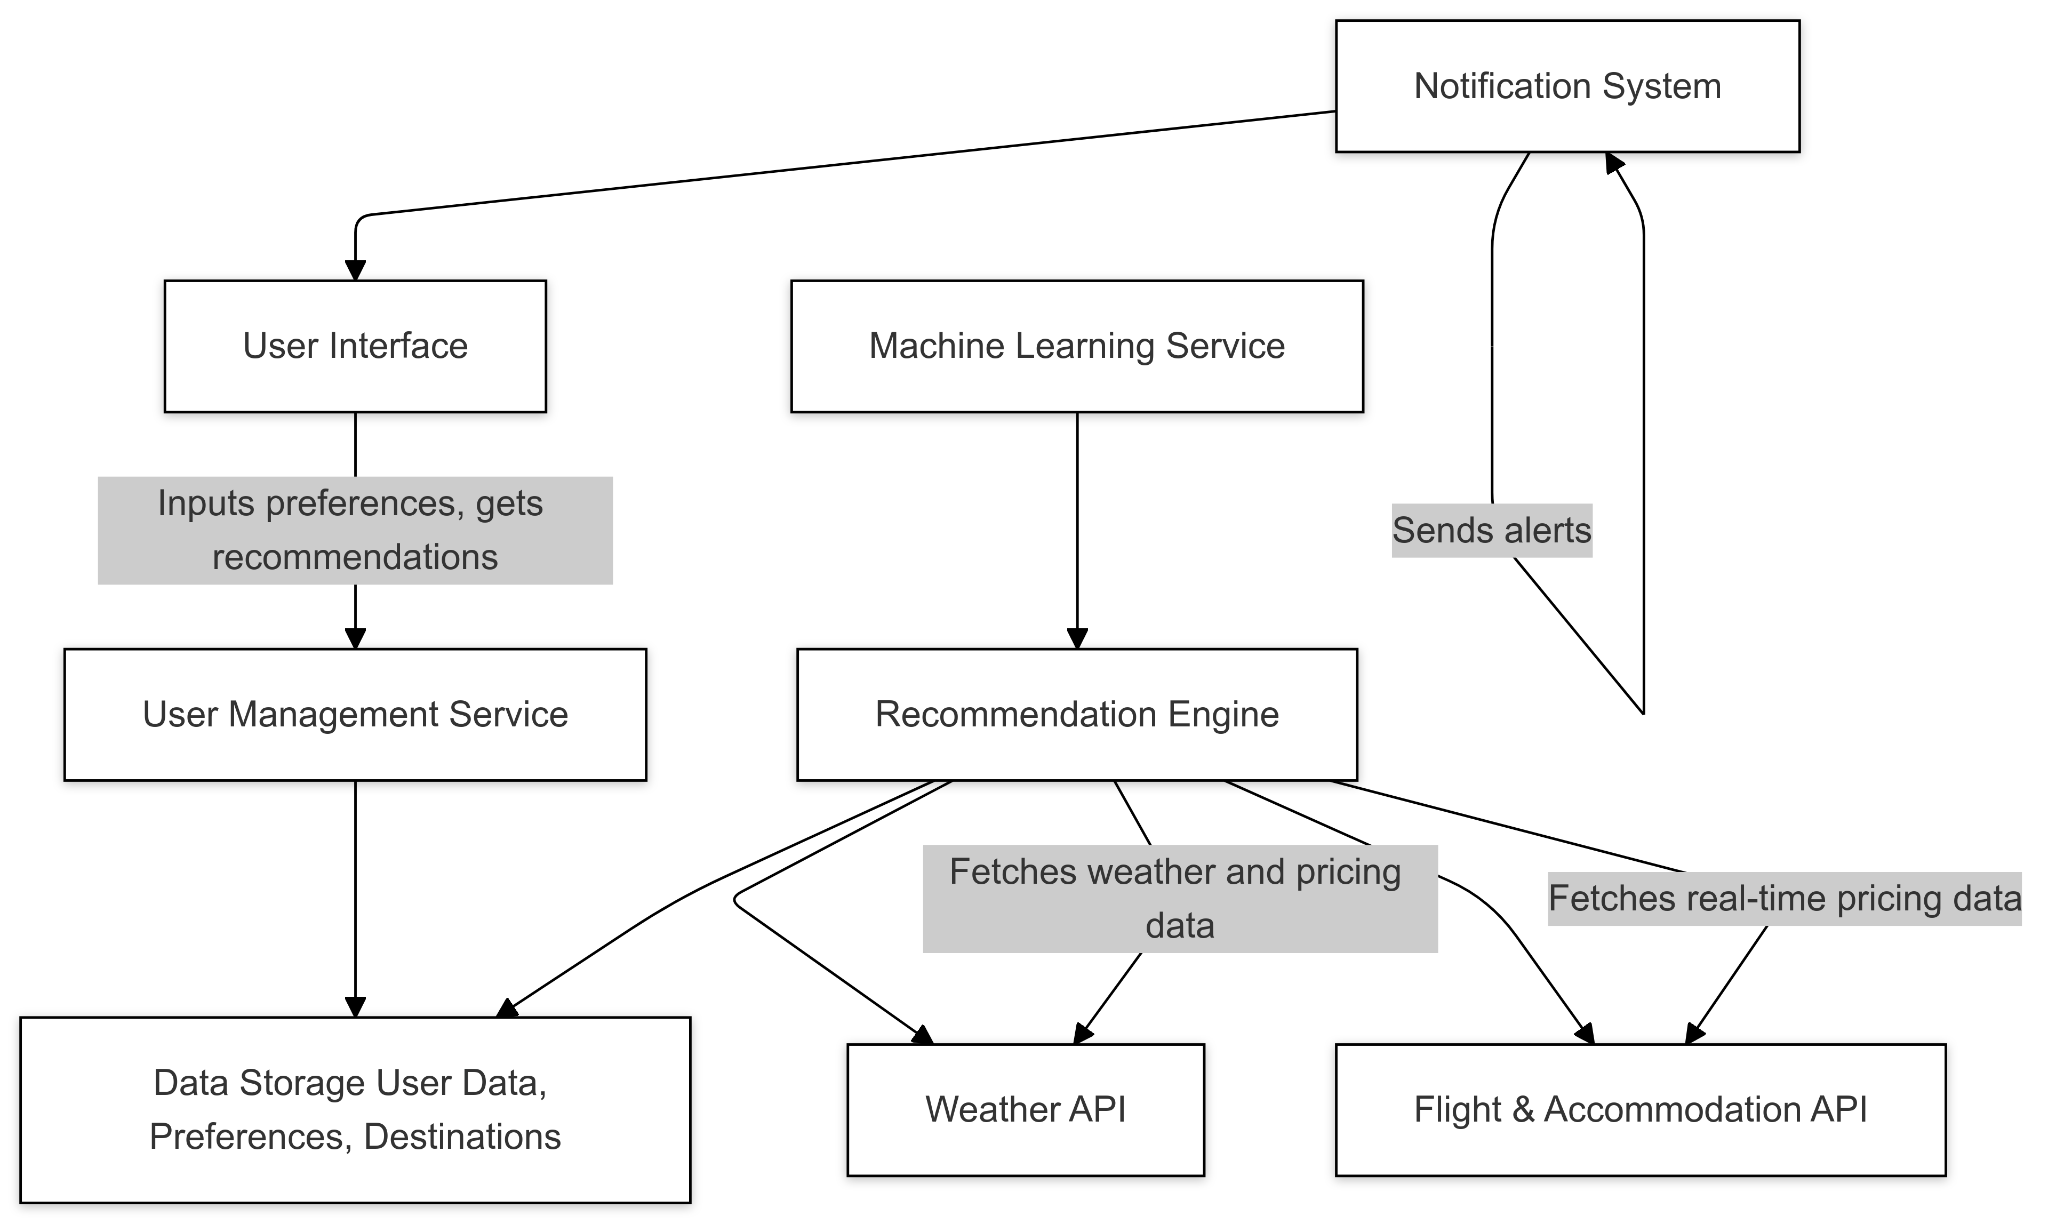 Notification System
User Interface
Machine Learning Service
Inputs preferences, gets
recommendations
Sends alerts
User Management Service
Recommendation Engine
Fetches weather and pricing
data
Fetches real-time pricing data
Data Storage User Data,
Preferences, Destinations
Weather API
Flight & Accommodation API